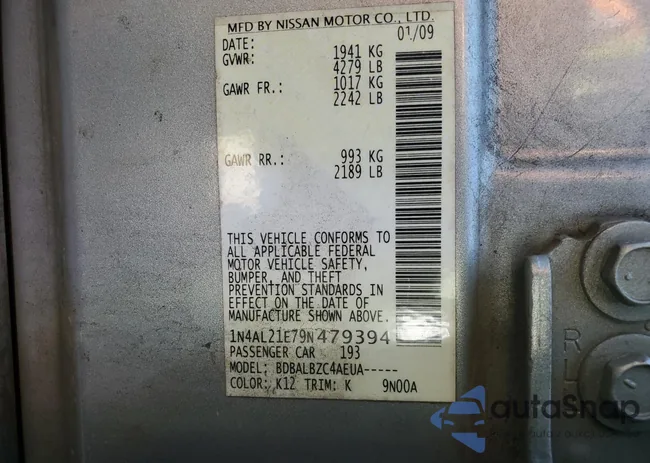 MFD BY NISSAN MOTOR CO., LTD.
DATE: 01/09
GVWR: 1941 KG
4279 LB
GAWR FR.: 1017 KG
2242 LB
GAWR RR.: 993 KG
2189 LB
THIS VEHICLE CONFORMS TO
ALL APPLICABLE FEDERAL
MOTOR VEHICLE SAFETY,
BUMPER, AND THEFT
PREVENTION STANDARDS IN
EFFECT ON THE DATE OF
MANUFACTURE SHOWN ABOVE.
1N4AL21E79N479394
PASSENGER CAR 193
MODEL: BDBALBZC4AEUA-----
COLOR: K12 TRIM: K 9N00A
R
L
autoSnap